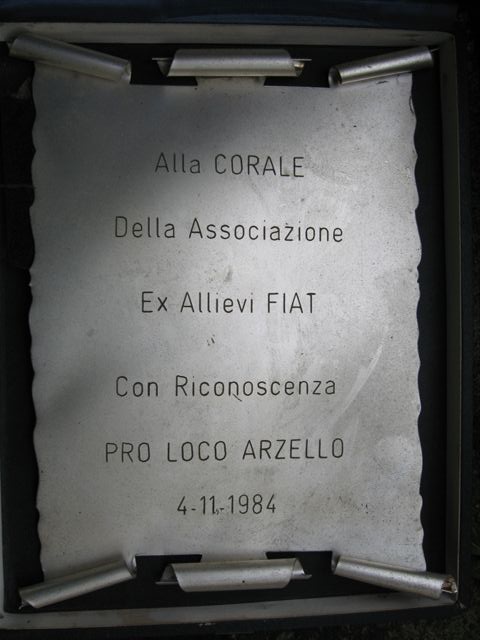 Alla CORALE
Della Associazione
Ex Allievi FIAT
Con Riconoscenza
PRO LOCO ARZELLO
4-11-1984